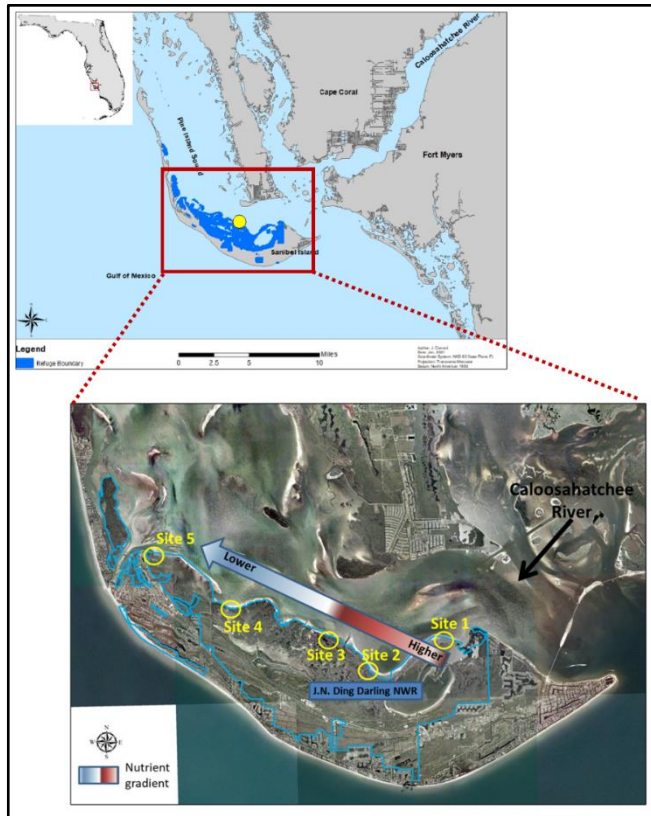 Caloosahatchee River
Cape Coral
Pine Island Sound
Fort Myers
Sanibel Island
Gulf of Mexico
Legend
Refuge Boundary
0 2.5 5 10
Miles
Caloosahatchee
River
Site 5
Lower
Site 4
Site 1
Site 3
Higher
Site 2
J.N. Ding Darling NWR
N
W E
S
Nutrient
gradient